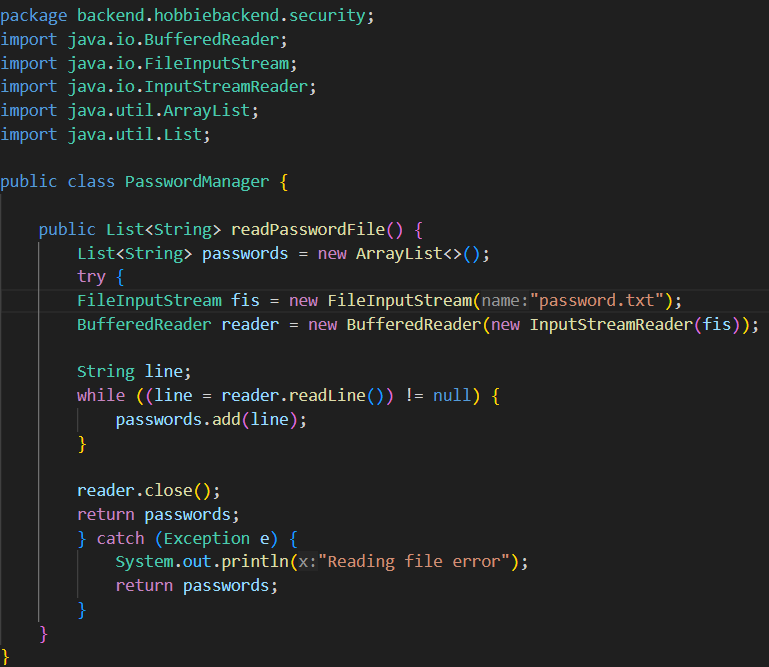 package backend.hobbiebackend.security;
import java.io.BufferedReader;
import java.io.FileInputStream;
import java.io.InputStreamReader;
import java.util.ArrayList;
import java.util.List;
public class PasswordManager {
public List<String> readPasswordFile() {
List<String> passwords = new ArrayList<>();
try {
FileInputStream fis = new FileInputStream(name:"password.txt");
BufferedReader reader = new BufferedReader(new InputStreamReader(fis));
String line;
while ((line = reader.readLine()) != null) {
passwords.add(line);
}
reader.close();
return passwords;
} catch (Exception e) {
System.out.println(x:"Reading file error");
return passwords;
}
}
}